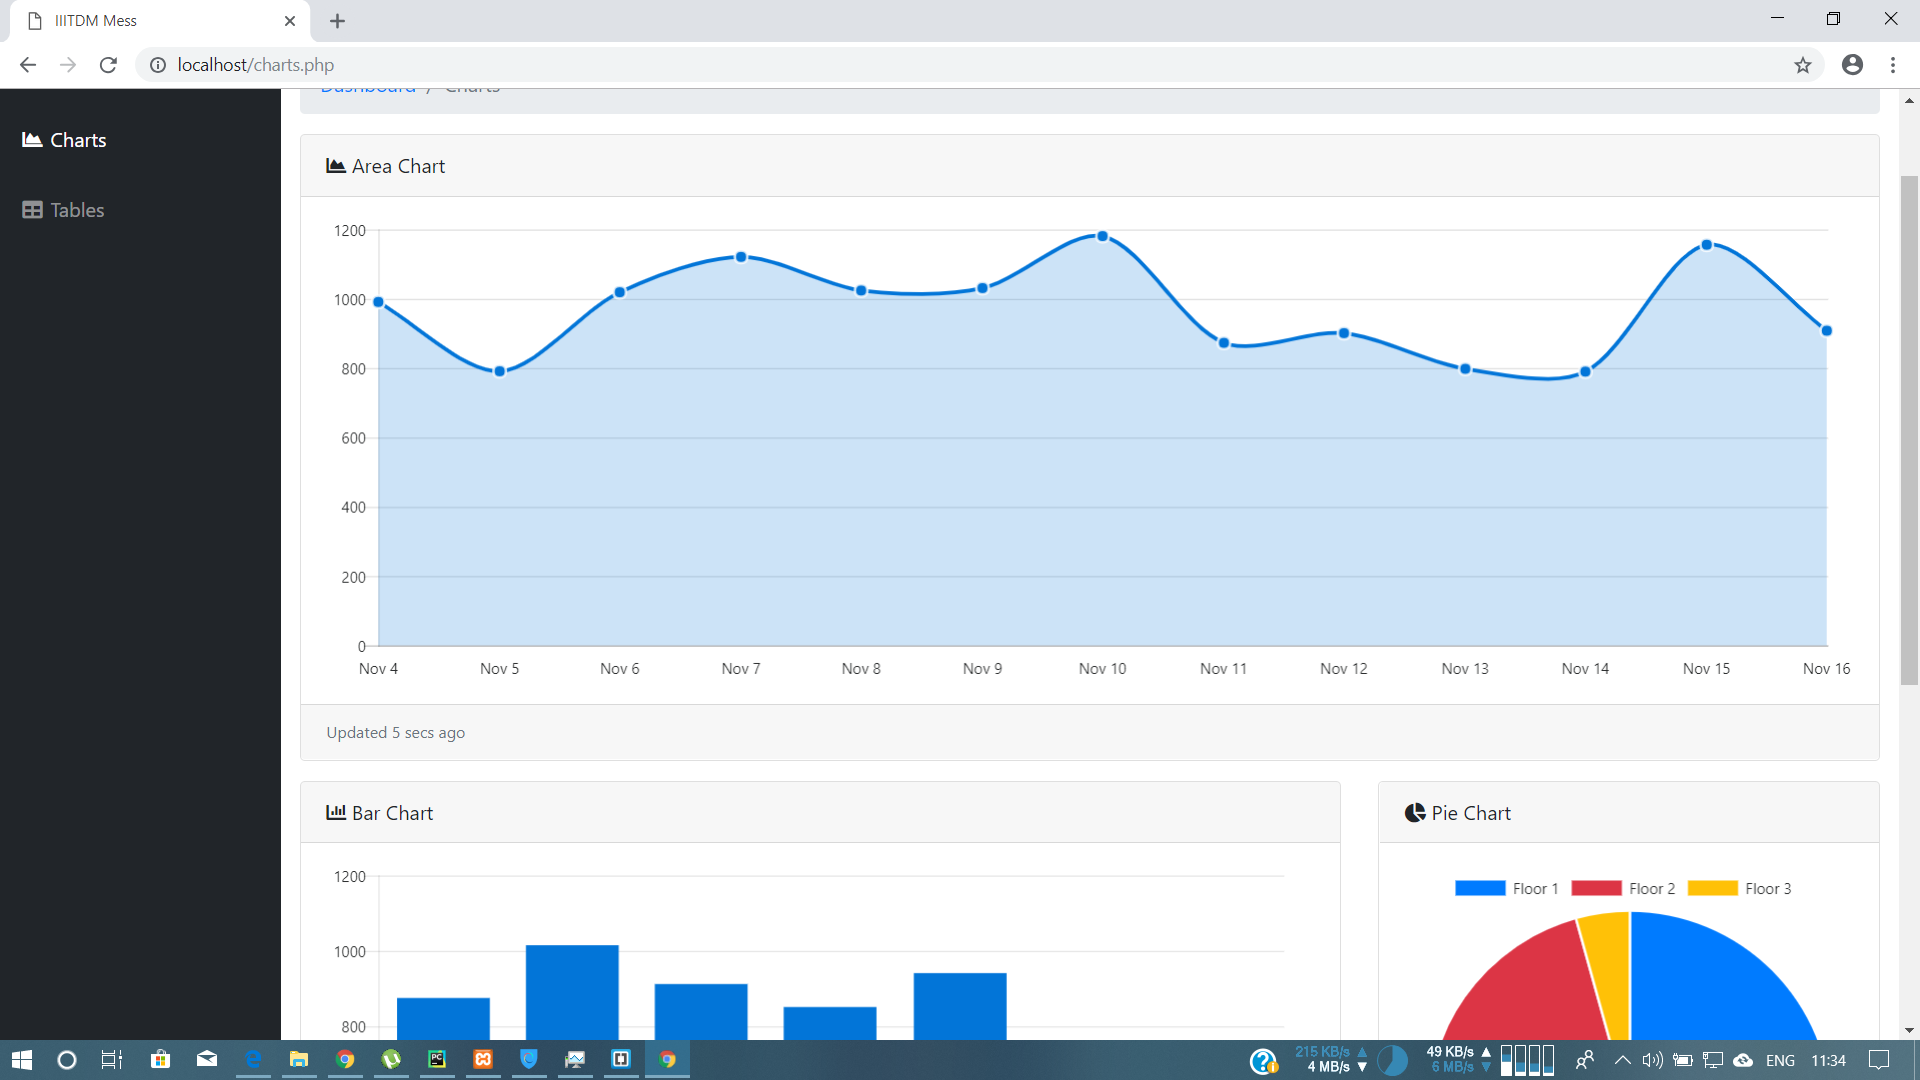 IIITDM Mess
localhost/charts.php
Dashboard / Charts
Charts
Tables
Area Chart
1200
1000
800
600
400
200
0
Nov 4 Nov 5 Nov 6 Nov 7 Nov 8 Nov 9 Nov 10 Nov 11 Nov 12 Nov 13 Nov 14 Nov 15 Nov 16
Updated 5 secs ago
Bar Chart
1200
1000
800
Pie Chart
Floor 1 Floor 2 Floor 3
215 KB/s 49 KB/s
4 MB/s 6 MB/s
ENG 11:34